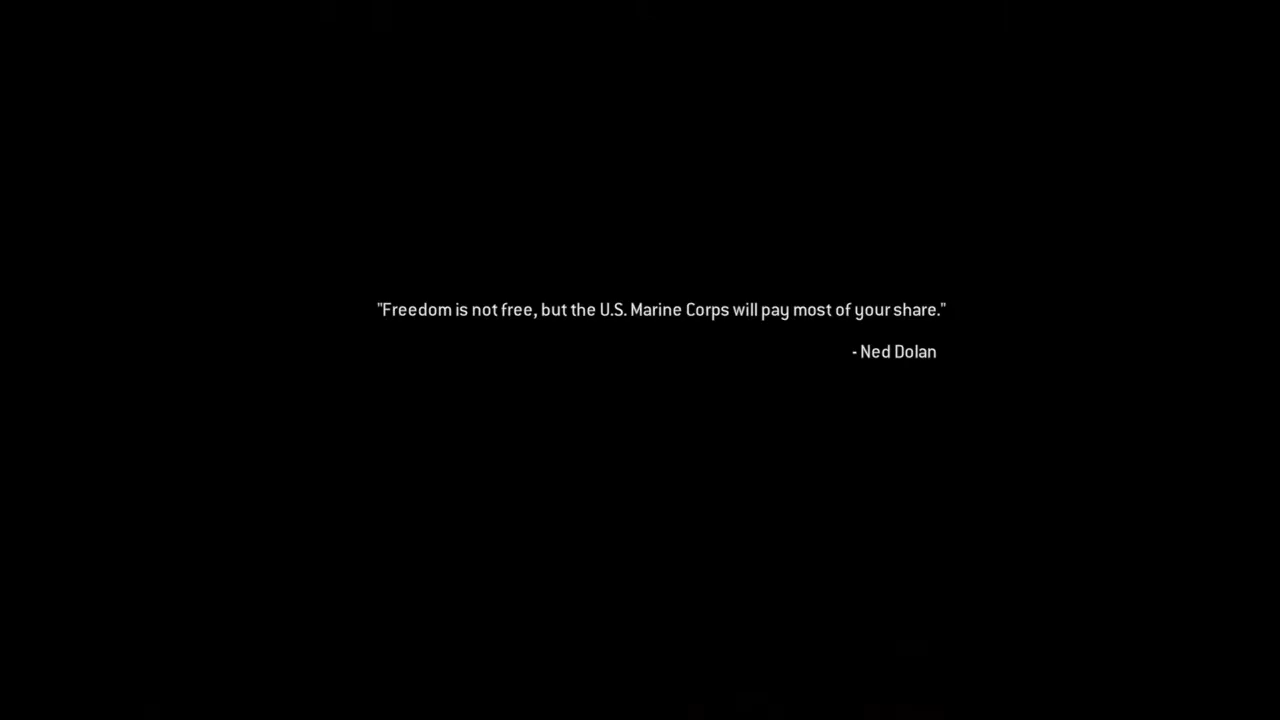 "Freedom is not free, but the U.S. Marine Corps will pay most of your share."
- Ned Dolan